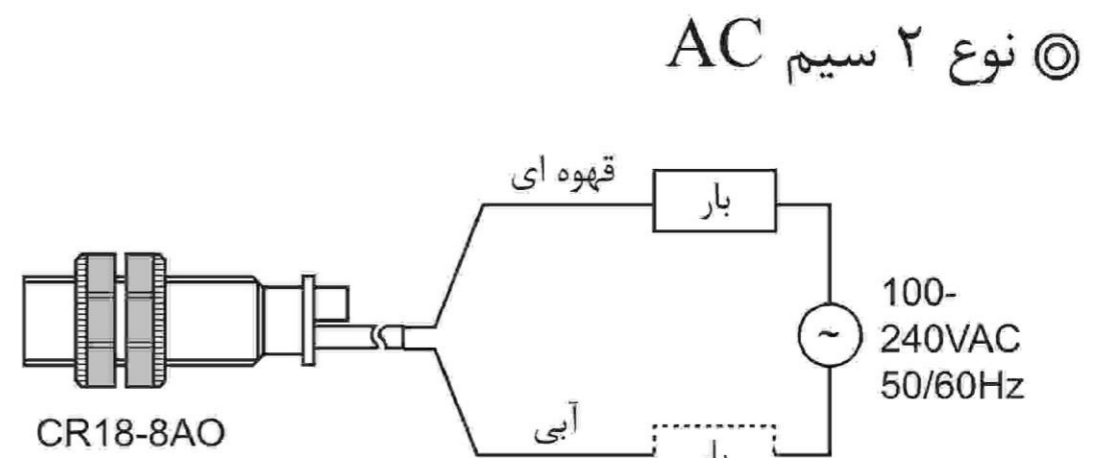 ◎ نوع ۲ سیم AC
قهوه ای
بار
100-
240VAC
50/60Hz
CR18-8AO
آبی